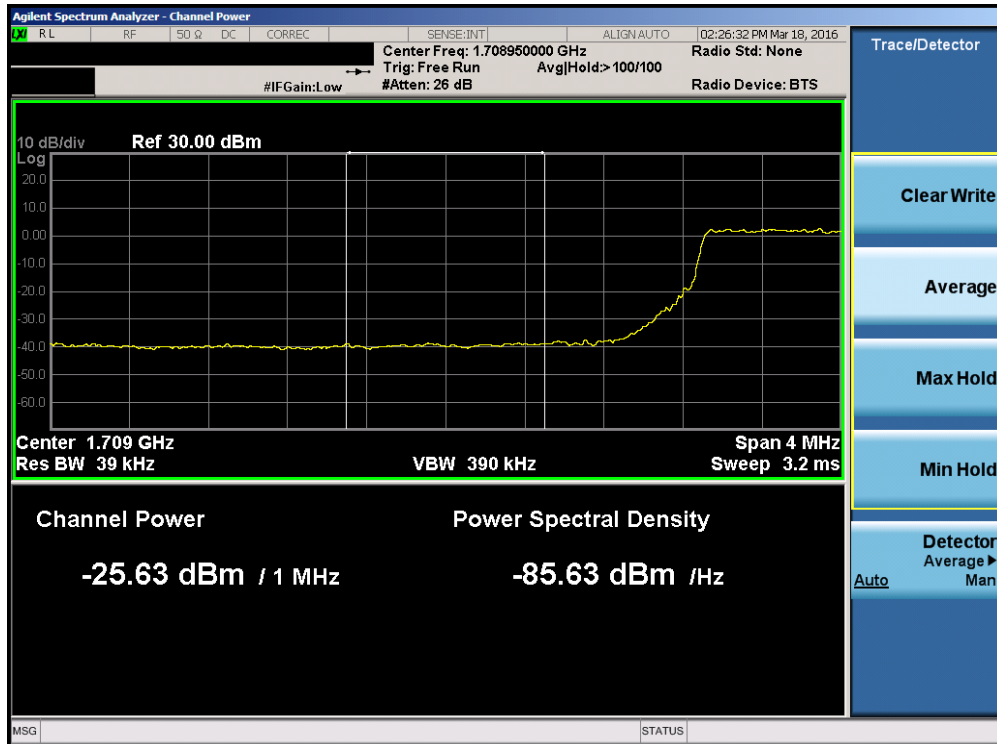 Agilent Spectrum Analyzer - Channel Power
LXI RL RF 50 Ω DC CORREC SENSE:INT ALIGN AUTO 02:26:32 PM Mar 18, 2016
Center Freq: 1.708950000 GHz Radio Std: None
Trig: Free Run Avg|Hold:> 100/100
#IFGain:Low #Atten: 26 dB Radio Device: BTS
10 dB/div Ref 30.00 dBm
Log
20.0
10.0
0.00
-10.0
-20.0
-30.0
-40.0
-50.0
-60.0
Center 1.709 GHz Span 4 MHz
Res BW 39 kHz VBW 390 kHz Sweep 3.2 ms
Channel Power Power Spectral Density
-25.63 dBm / 1 MHz -85.63 dBm /Hz
Trace/Detector
Clear Write
Average
Max Hold
Min Hold
Detector
Average
Auto Man
MSG STATUS